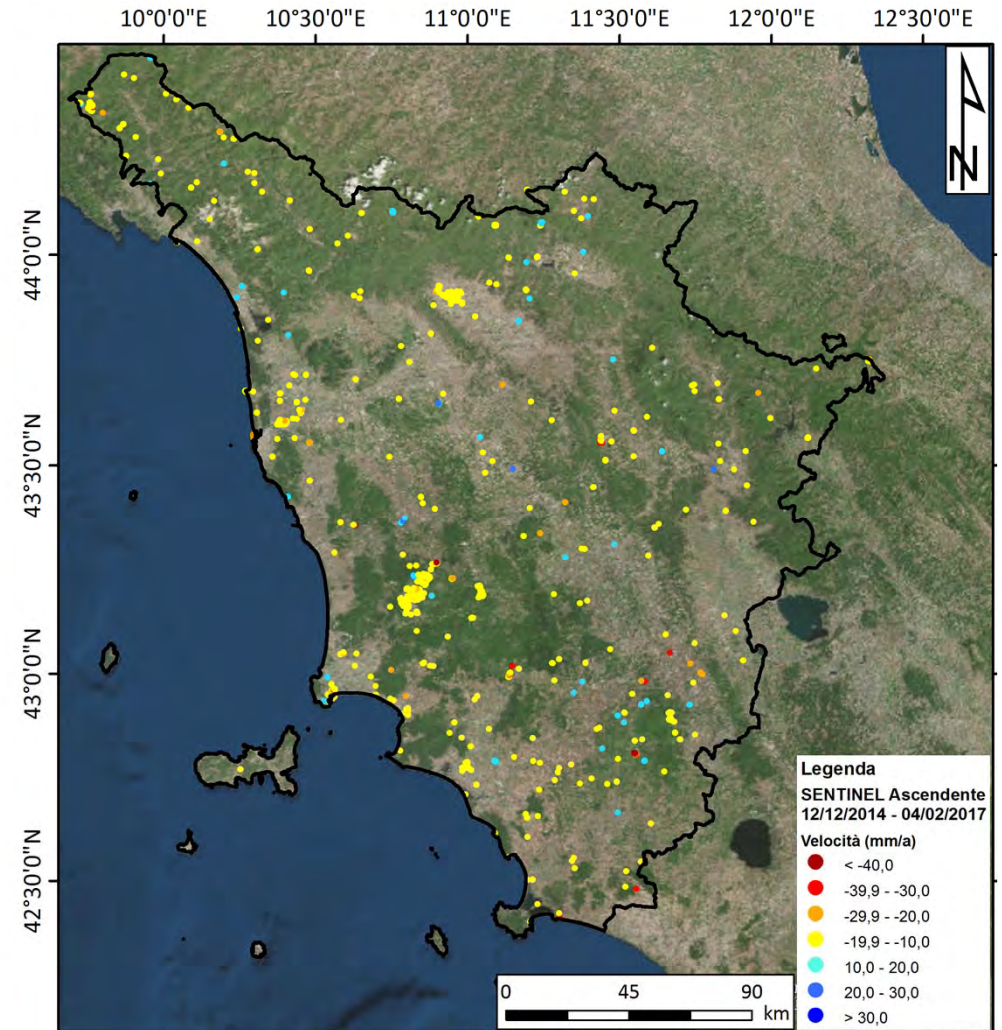 10°0'0"E 10°30'0"E 11°0'0"E 11°30'0"E 12°0'0"E 12°30'0"E
N
44°0'0"N
43°30'0"N
43°0'0"N
42°30'0"N
Legenda
SENTINEL Ascendente
12/12/2014 - 04/02/2017
Velocità (mm/a)
< -40,0
-39,9 - -30,0
-29,9 - -20,0
-19,9 - -10,0
10,0 - 20,0
20,0 - 30,0
> 30,0
0 45 90
km